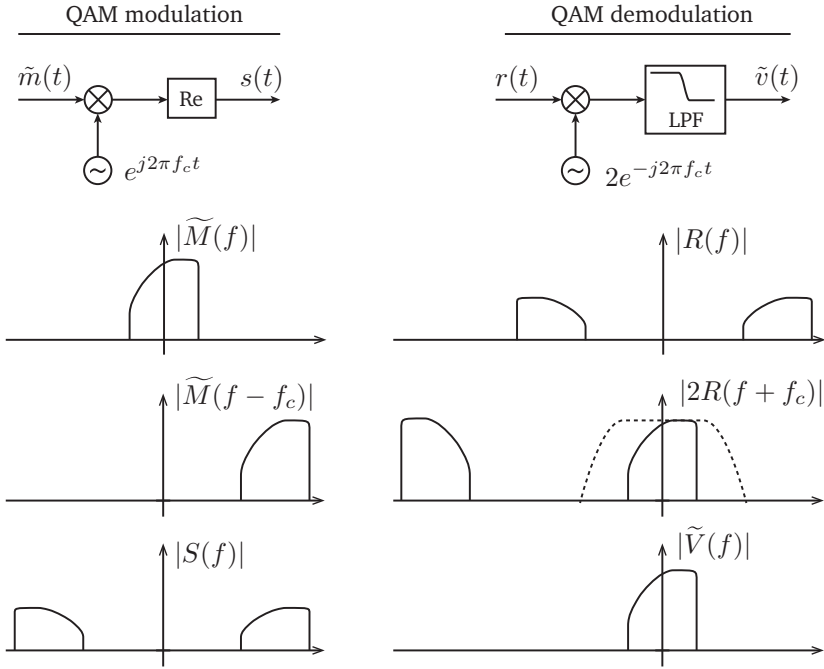 QAM modulation
m̃(t)
Re
s(t)
~
e^{j2πf_c t}
|M̃(f)|
|M̃(f − f_c)|
|S(f)|
QAM demodulation
r(t)
LPF
ṽ(t)
~
2e^{−j2πf_c t}
|R(f)|
|2R(f + f_c)|
|Ṽ(f)|